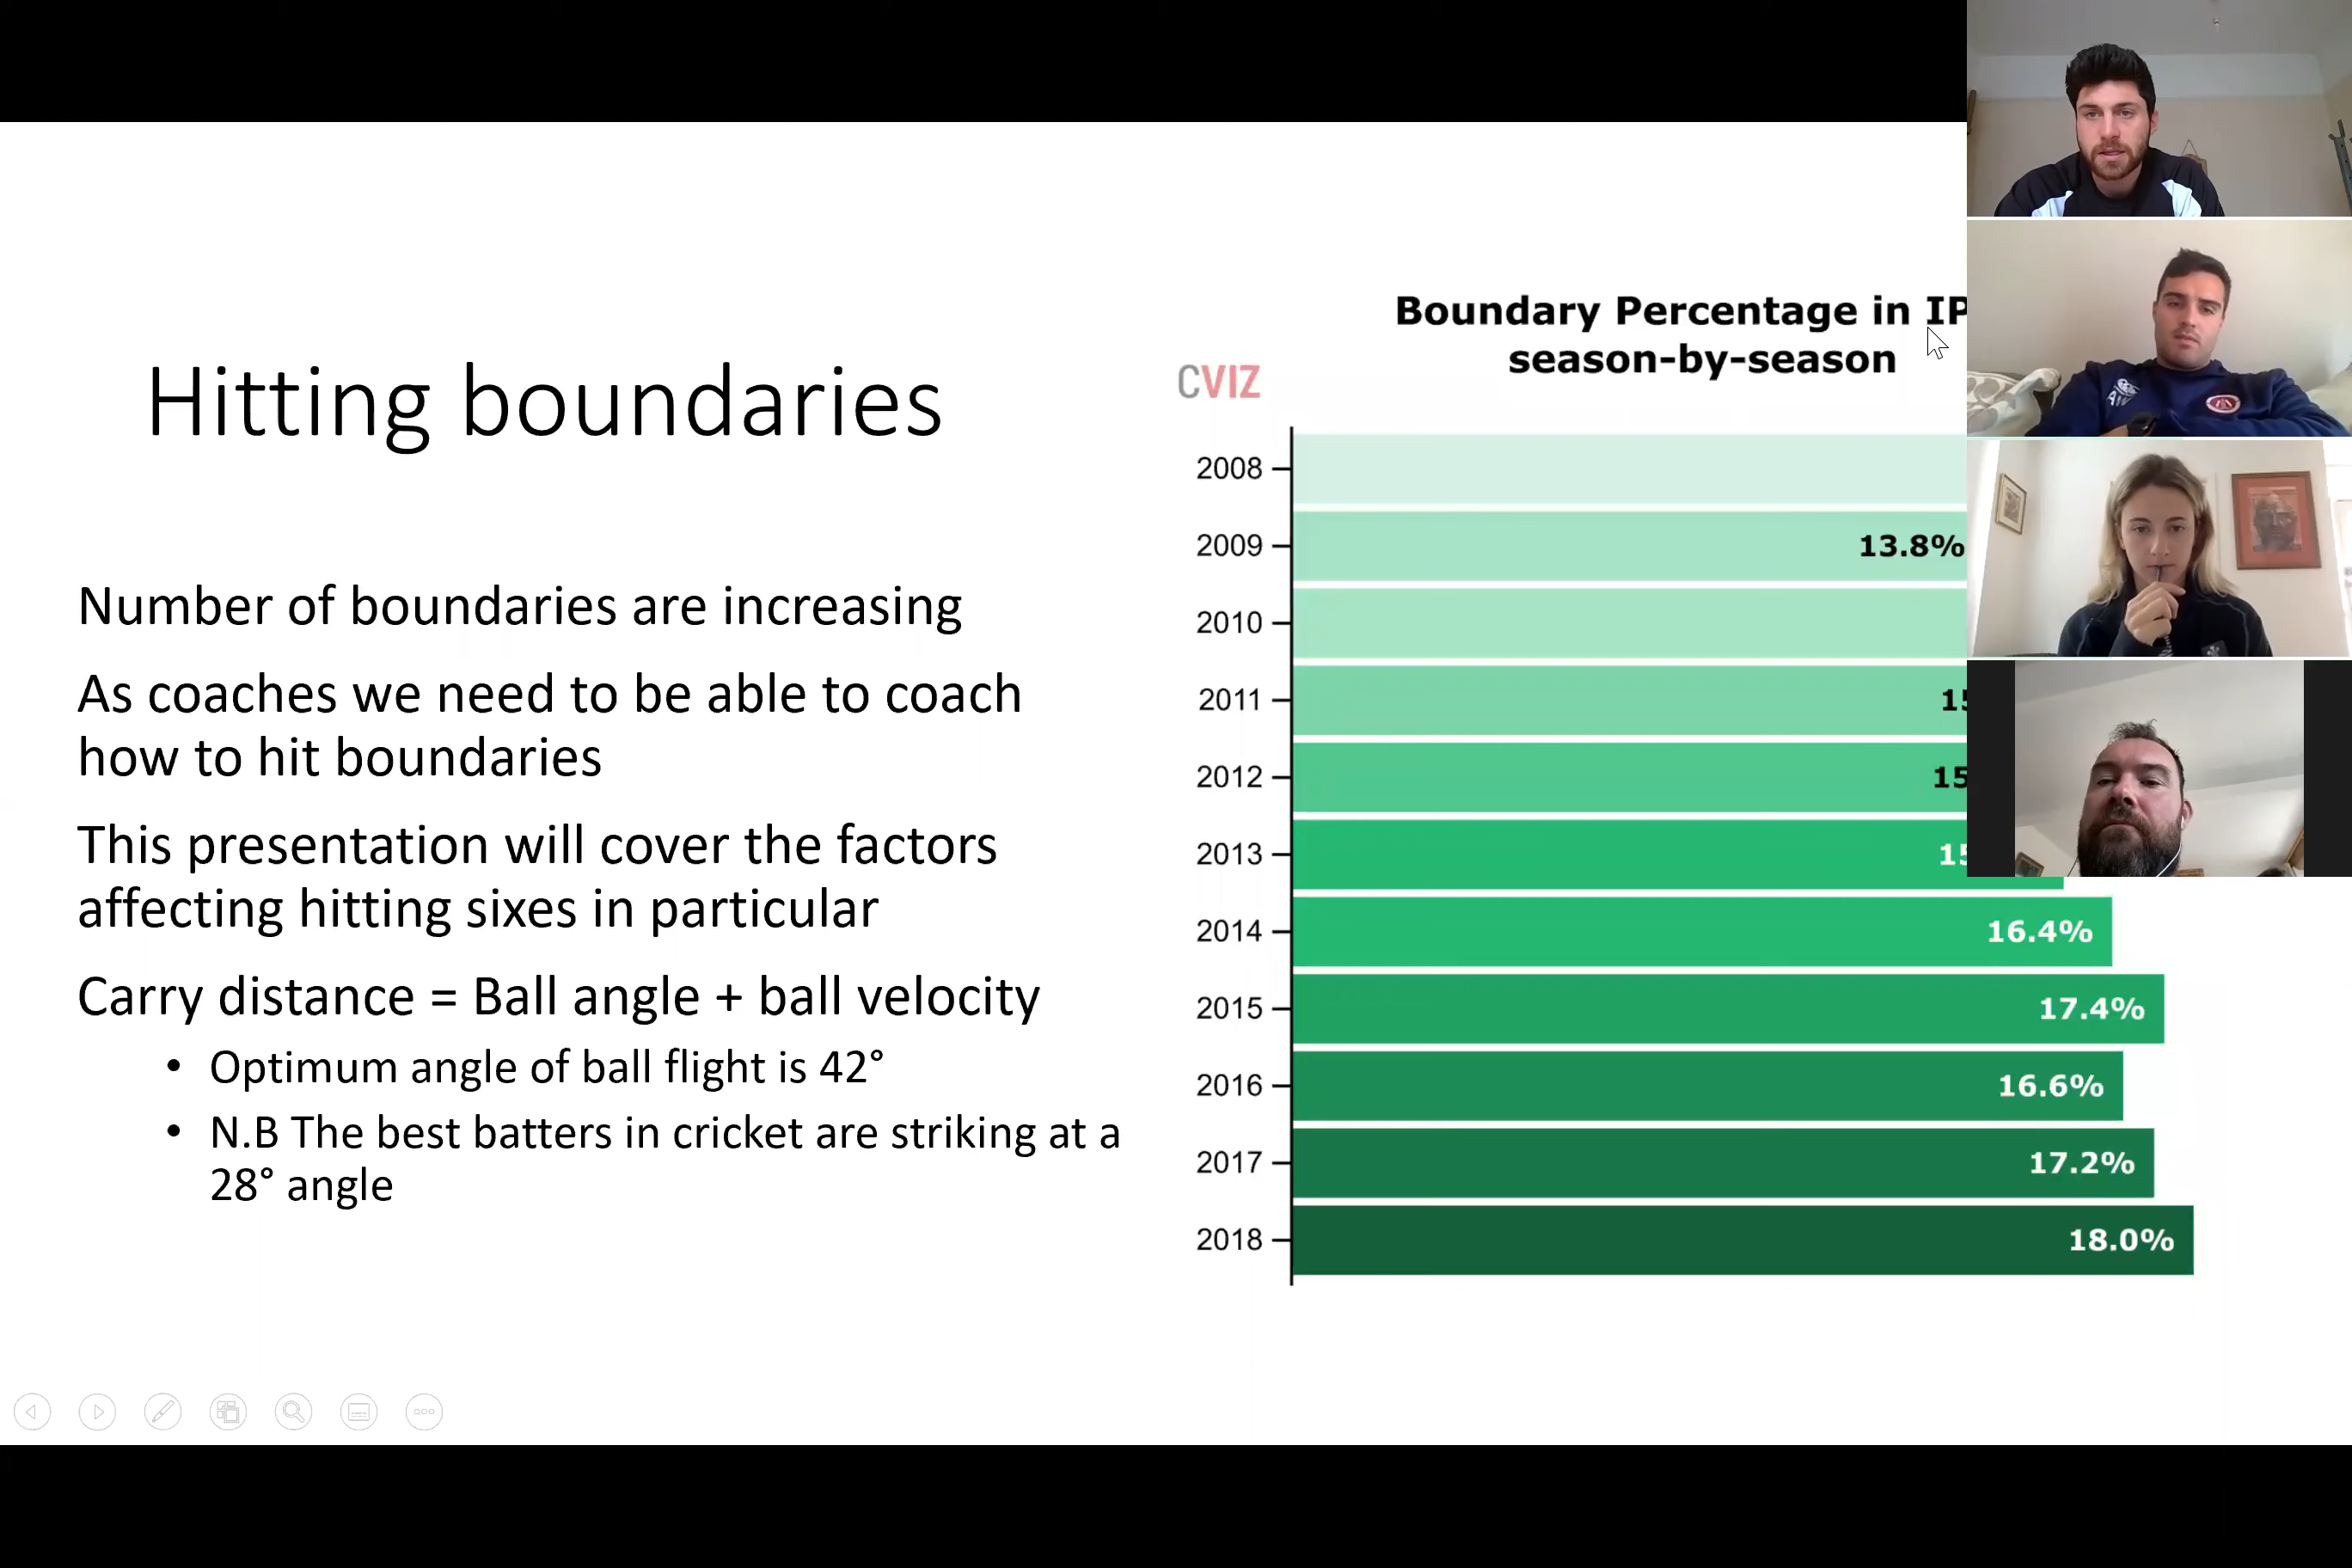 Hitting boundaries
Number of boundaries are increasing
As coaches we need to be able to coach
how to hit boundaries
This presentation will cover the factors
affecting hitting sixes in particular
Carry distance = Ball angle + ball velocity
• Optimum angle of ball flight is 42°
• N.B The best batters in cricket are striking at a
28° angle
Boundary Percentage in IP
season-by-season
CVIZ
2008
2009 13.8%
2010
2011 15
2012 15
2013 15
2014 16.4%
2015 17.4%
2016 16.6%
2017 17.2%
2018 18.0%
AW